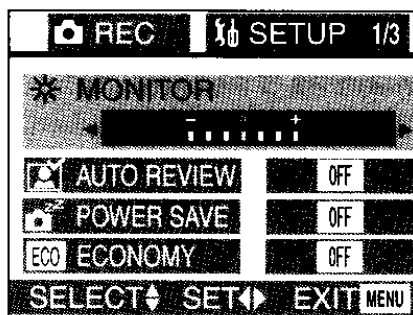 REC SETUP 1/3
MONITOR
- +
AUTO REVIEW OFF
POWER SAVE OFF
ECO ECONOMY OFF
SELECT SET EXIT MENU